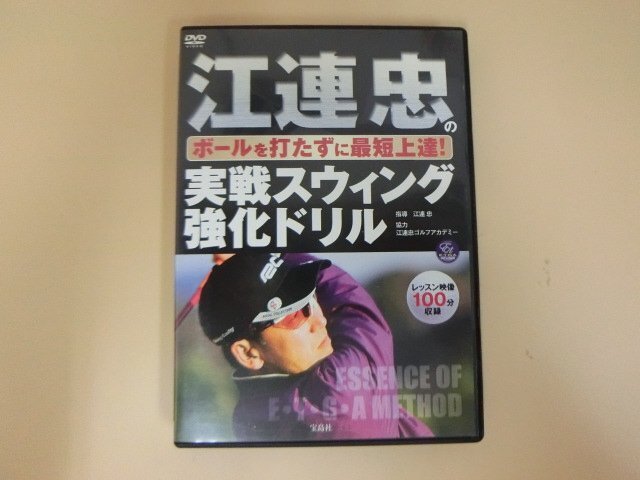 DVD
VIDEO
江連 忠の
ボールを打たずに最短上達!
実戦スウィング
強化ドリル
指導 江連 忠
協力
江連忠ゴルフアカデミー
レッスン映像
100分
収録
ESSENCE OF
E・Y・G・A METHOD
宝島社